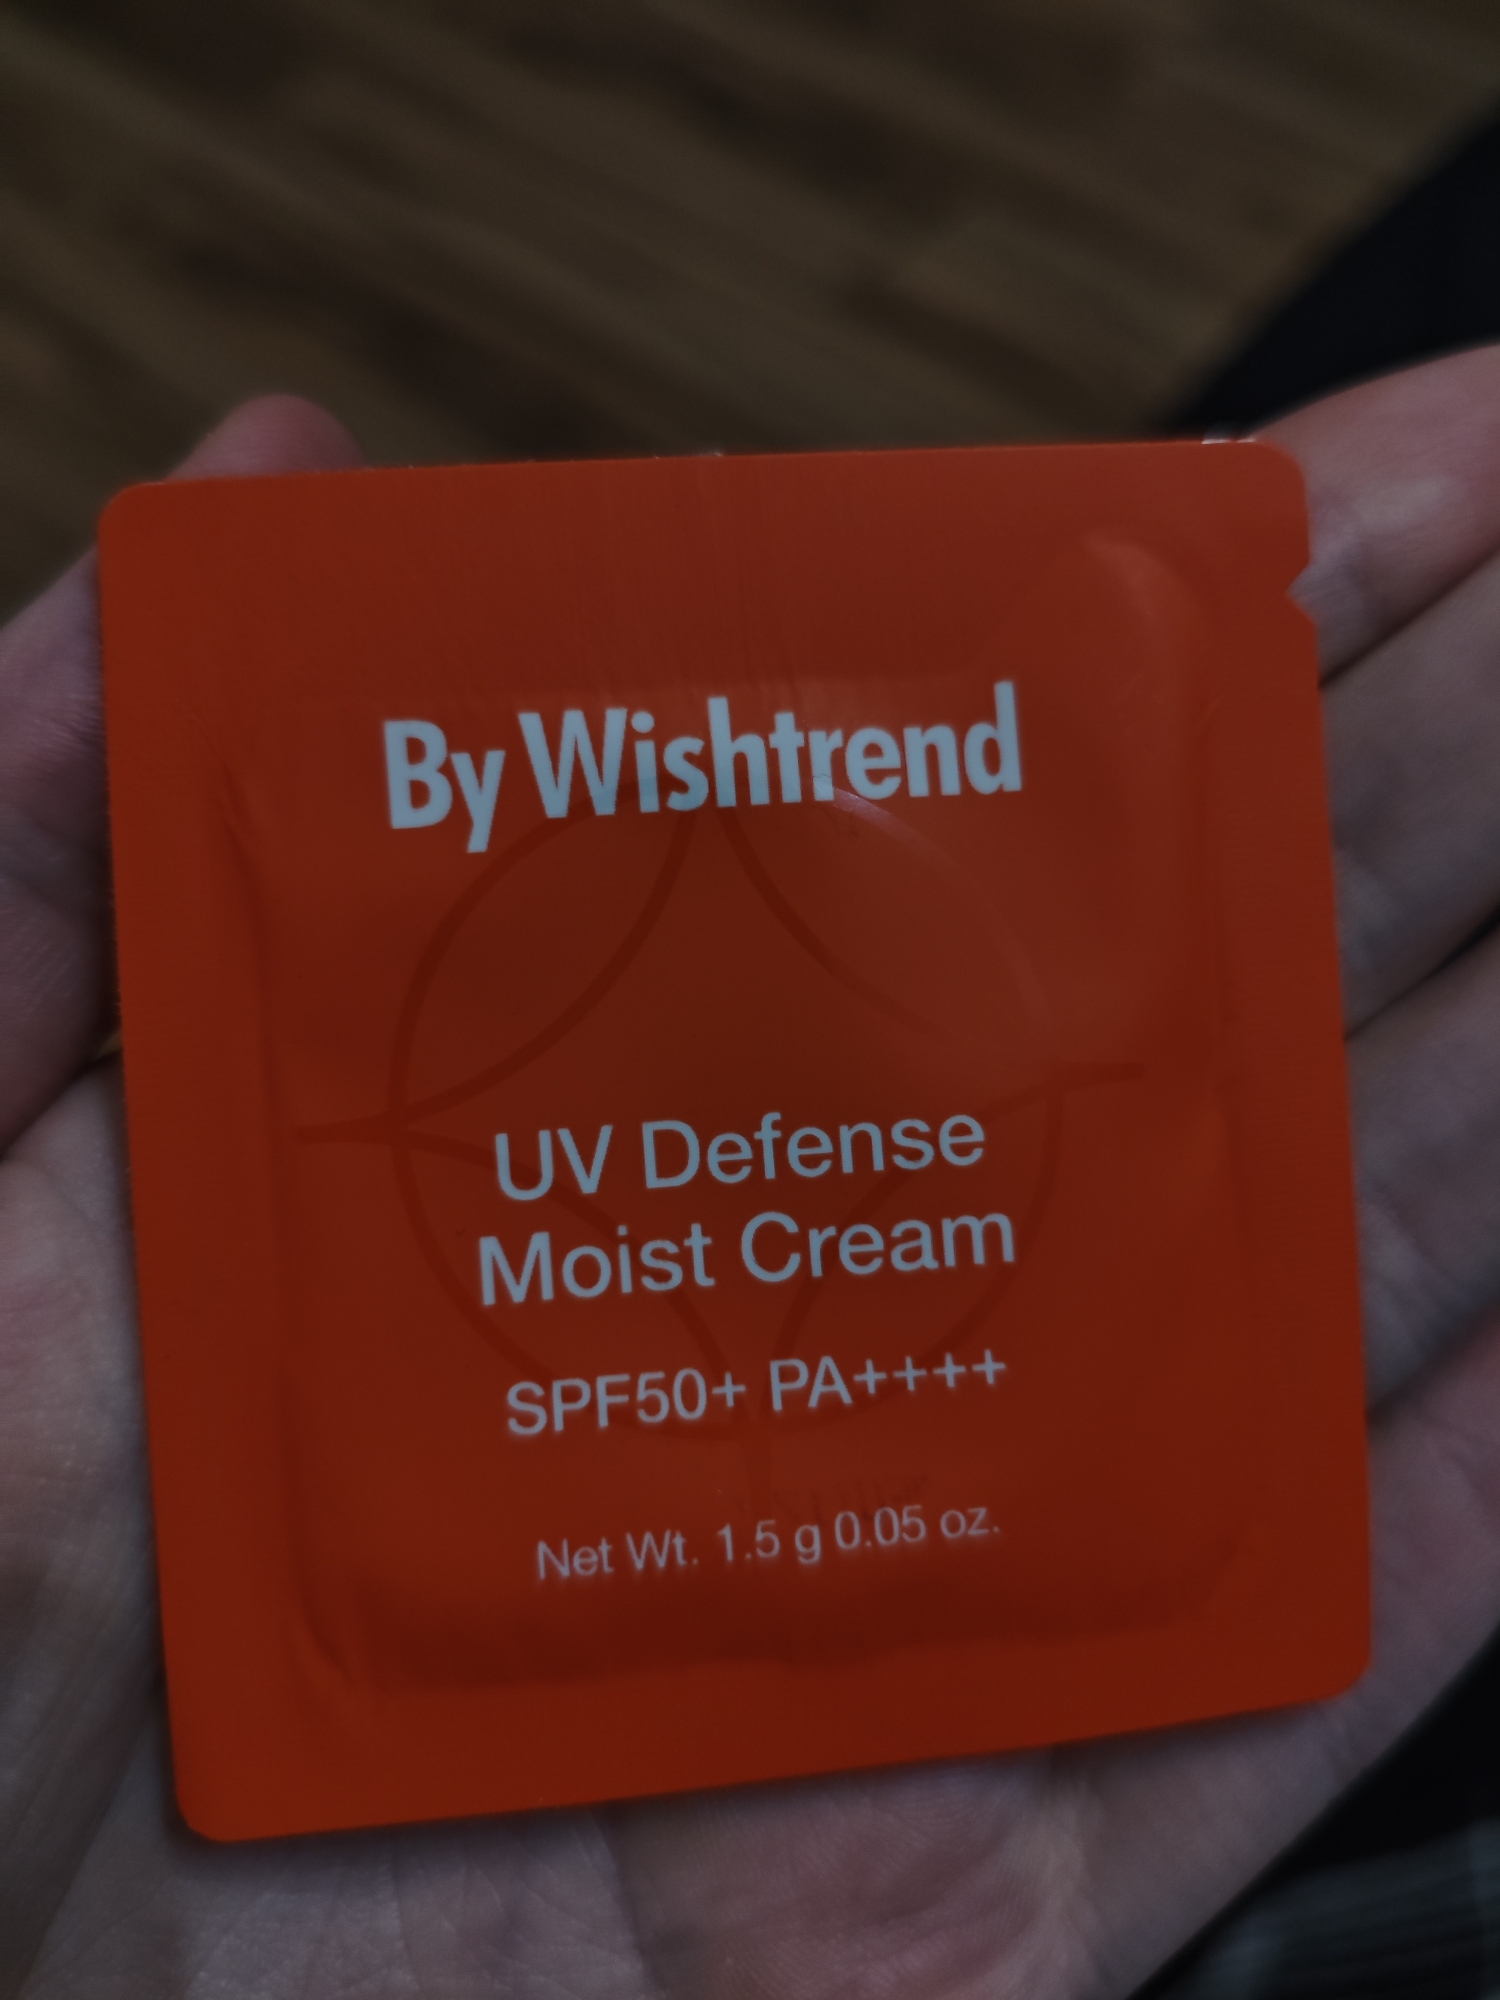 By Wishtrend
UV Defense
Moist Cream
SPF50+ PA++++
Net Wt. 1.5 g 0.05 oz.